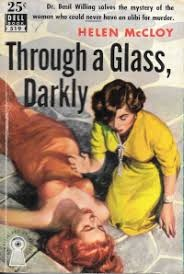 25¢
DELL
BOOK
519
Dr. Basil Willing solves the mystery of the
woman who could never have an alibi for murder.
HELEN McCLOY
Through a Glass,
Darkly